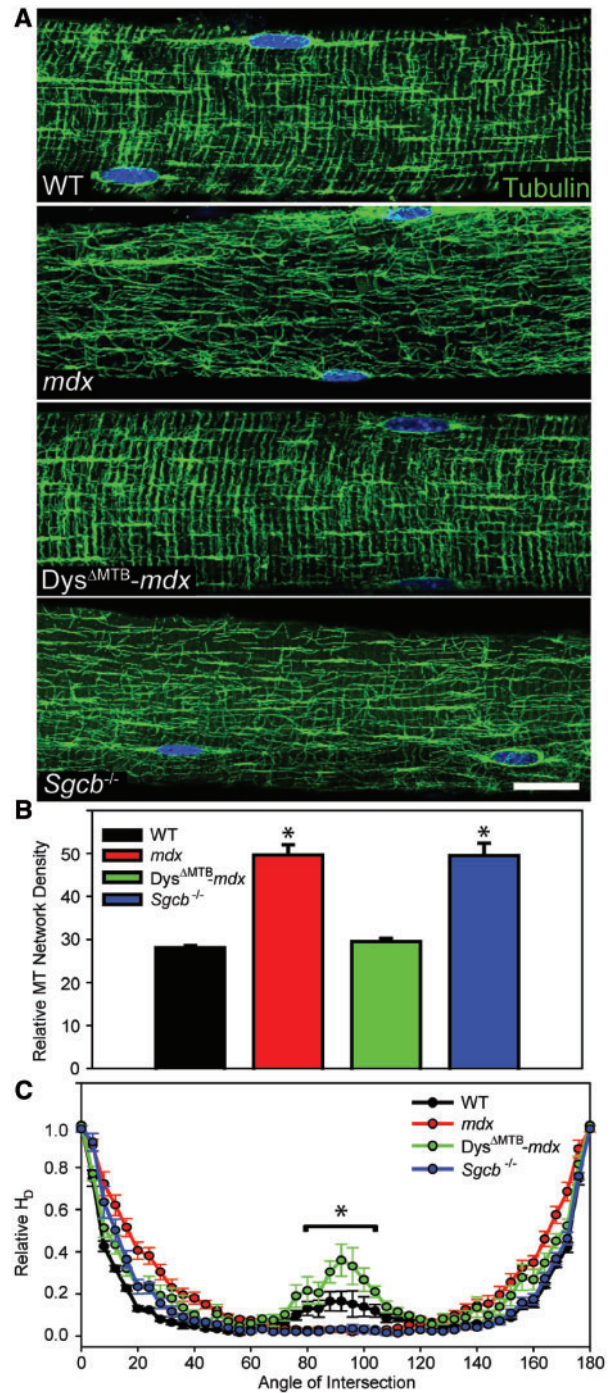 A
WT
Tubulin
mdx
Dys^ΔMTB-mdx
Sgcb^-/-
B
Relative MT Network Density
60
50
40
30
20
10
0
WT
mdx
Dys^ΔMTB-mdx
Sgcb^-/-
*
*
C
Relative H_D
1.0
0.8
0.6
0.4
0.2
0.0
WT
mdx
Dys^ΔMTB-mdx
Sgcb^-/-
*
0 20 40 60 80 100 120 140 160 180
Angle of Intersection